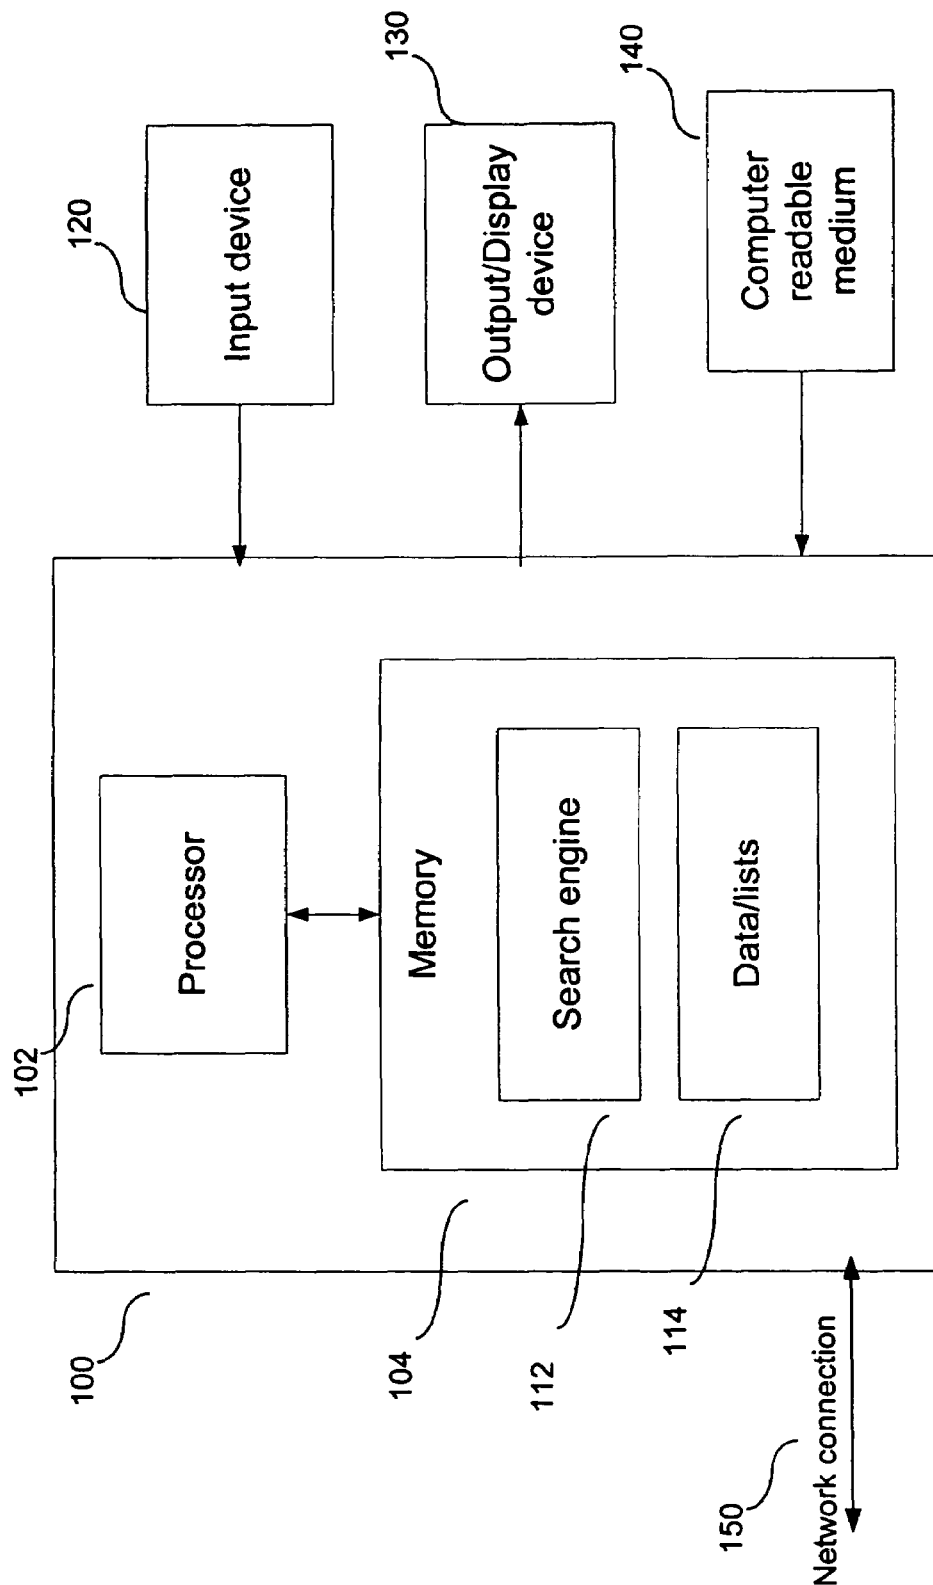 100
102
Processor
104
Memory
112
Search engine
114
Data/lists
120
Input device
130
Output/Display
device
140
Computer
readable
medium
150
Network connection